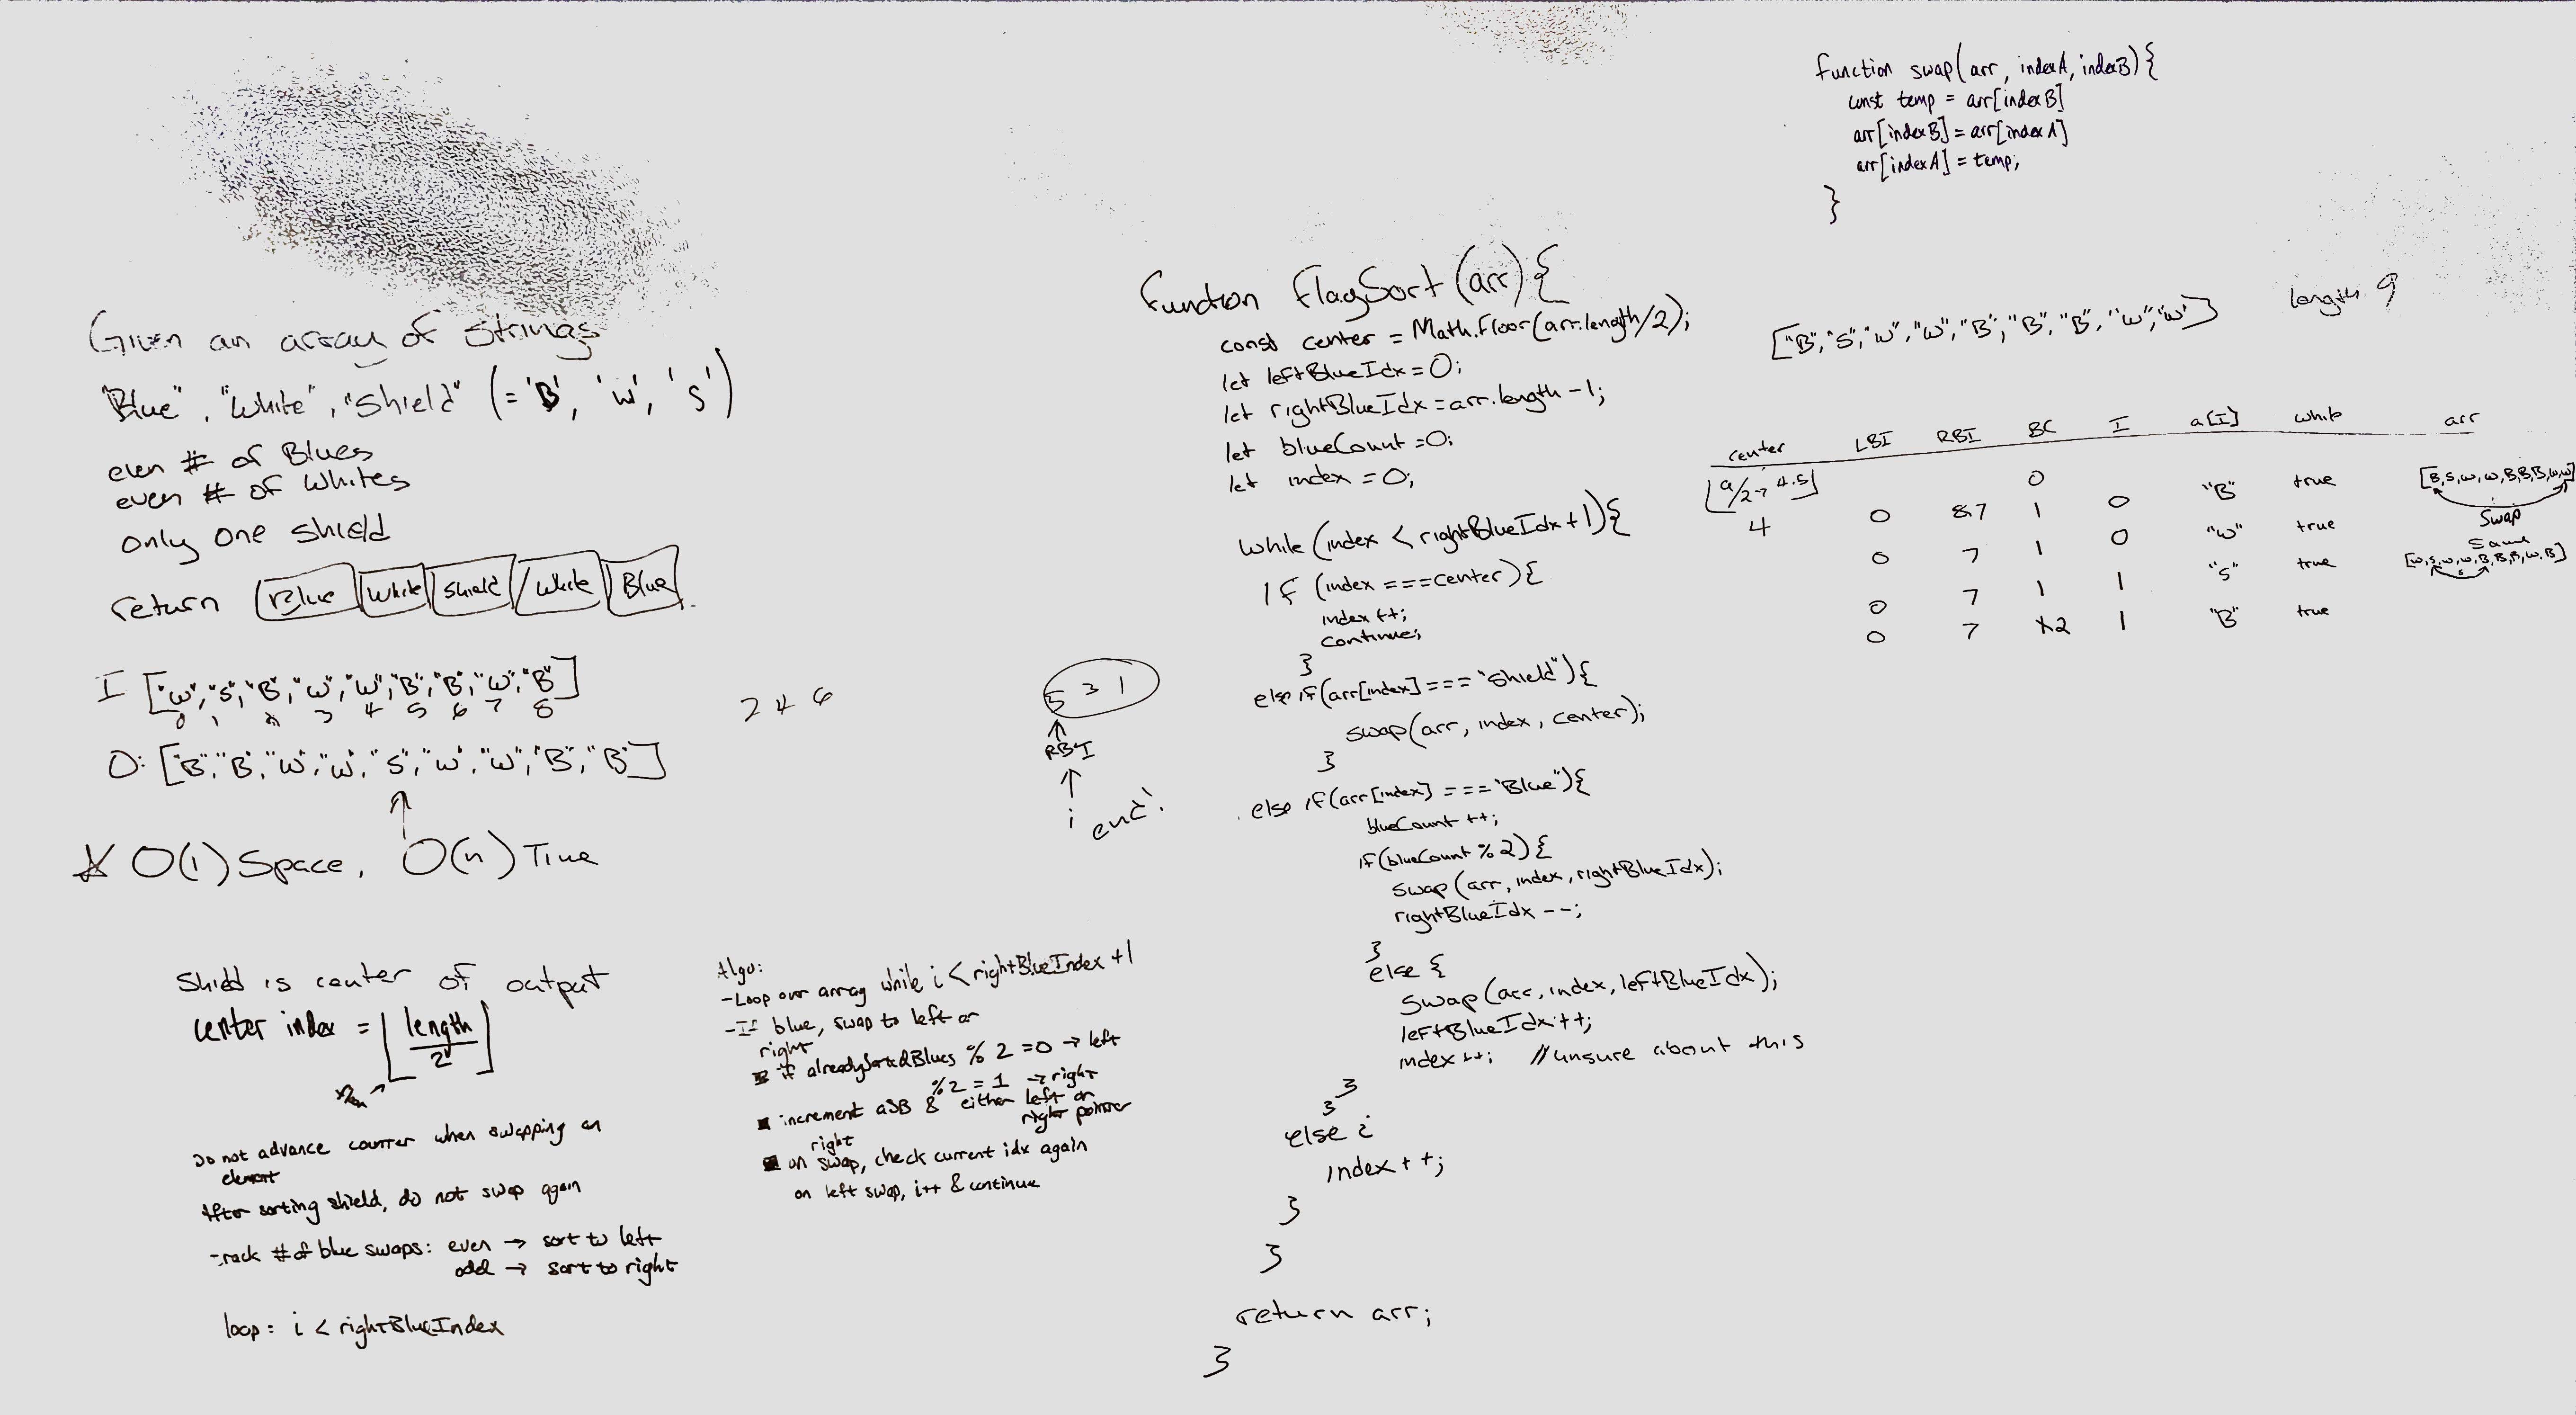 Given an array of strings
"Blue", "White", "Shield" (= 'B', 'W', 'S')
even # of Blues
even # of Whites
only one shield
return Blue White Shield White Blue
I ["W", "S", "B", "W", "W", "B", "B", "W", "B"]
0 1 2 3 4 5 6 7 8
O: ["B", "B", "W", "W", "S", "W", "W", "B", "B"]
O(1) Space, O(n) Time
Shield is center of output
center index = ⌊length/2⌋
Do not advance counter when swapping an
element
After sorting shield, do not swap again
Track # of blue swaps: even → sort to left
odd → sort to right
loop: i < rightBlueIndex
2 4 6
5 3 1
RBI
i end!
Algo:
- Loop over array while i < rightBlueIndex +1
- If blue, swap to left or
right
if alreadySortedBlues % 2 = 0 → left
% 2 = 1 → right
increment aSB & either left or
right pointer
right
on swap, check current idx again
on left swap, i++ & continue
function FlagSort (arr) {
const center = Math.floor(arr.length/2);
let leftBlueIdx = 0;
let rightBlueIdx = arr.length - 1;
let blueCount = 0;
let index = 0;
while (index < rightBlueIdx + 1) {
if (index === center) {
index ++;
continue;
}
else if (arr[index] === "Shield") {
swap(arr, index, center);
}
else if (arr[index] === "Blue") {
blueCount ++;
if (blueCount % 2) {
swap (arr, index, rightBlueIdx);
rightBlueIdx --;
}
else {
swap (arr, index, leftBlueIdx);
leftBlueIdx ++;
index ++; // unsure about this
}
}
else {
index ++;
}
}
return arr;
}
function swap (arr, indexA, indexB) {
const temp = arr[indexB]
arr[indexB] = arr[indexA]
arr[indexA] = temp;
}
["B", "S", "W", "W", "B", "B", "B", "W", "W"] length 9
center LBI RBI BC I a[I] while arr
⌊9/2 → 4.5⌋ 0 "B" true [B,S,W,W,B,B,B,W,W]
4 0 8 7 1 0 "W" true swap
same
0 7 1 0 "S" true [W,S,W,W,B,B,B,W,B]
0 7 1 1 "B" true
0 7 1 2 1